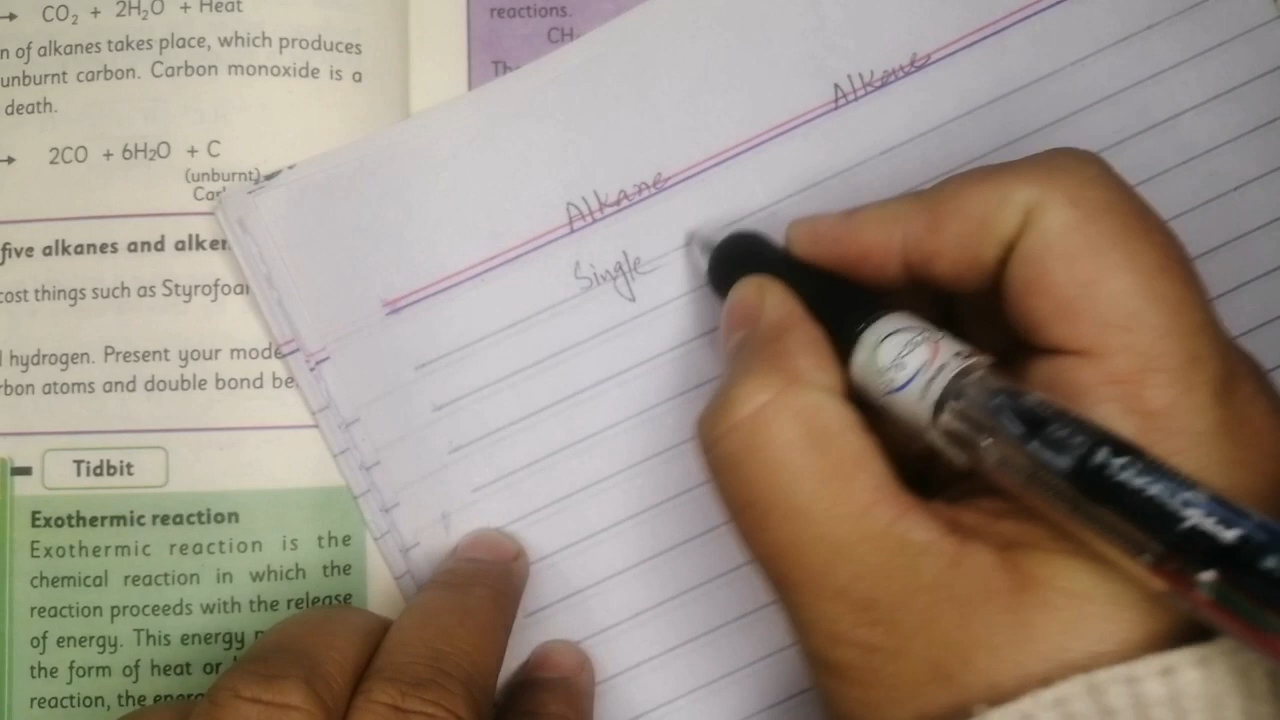 → CO₂ + 2H₂O + Heat
n of alkanes takes place, which produces
unburnt carbon. Carbon monoxide is a
death.
→ 2CO + 6H₂O + C
(unburnt)
five alkanes and alke
cost things such as
hydrogen. Present your mode
rbon atoms and double bond be
Tidbit
Exothermic reaction
Exothermic reaction is the
chemical reaction in which the
reaction proceeds with the release
of energy. This energy
the form of heat or
reaction, the energ
reactions.
CH
Th
Alkane
Alkene
Single